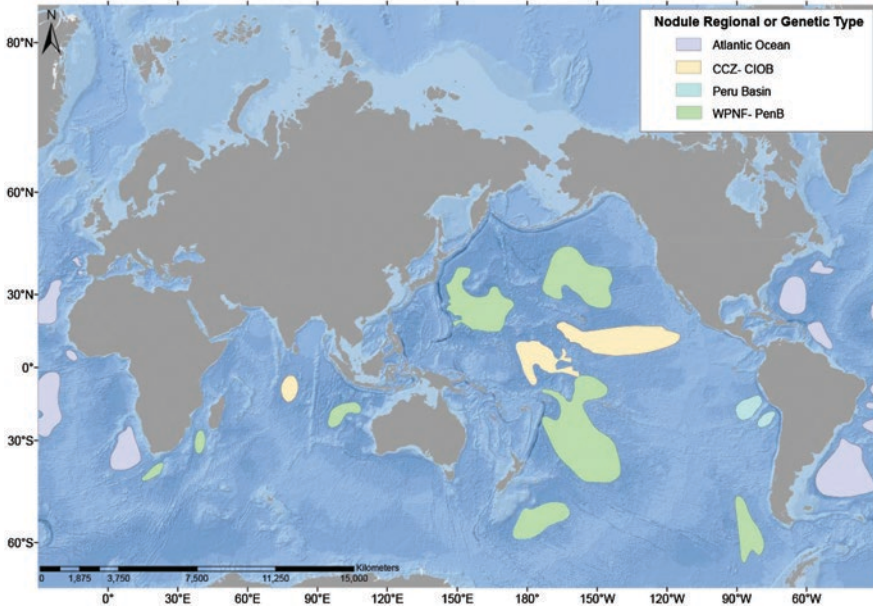 N
Nodule Regional or Genetic Type
Atlantic Ocean
CCZ- CIOB
Peru Basin
WPNF- PenB
80°N
60°N
30°N
0°
30°S
60°S
Kilometers
0 1,875 3,750 7,500 11,250 15,000
0° 30°E 60°E 90°E 120°E 150°E 180° 150°W 120°W 90°W 60°W